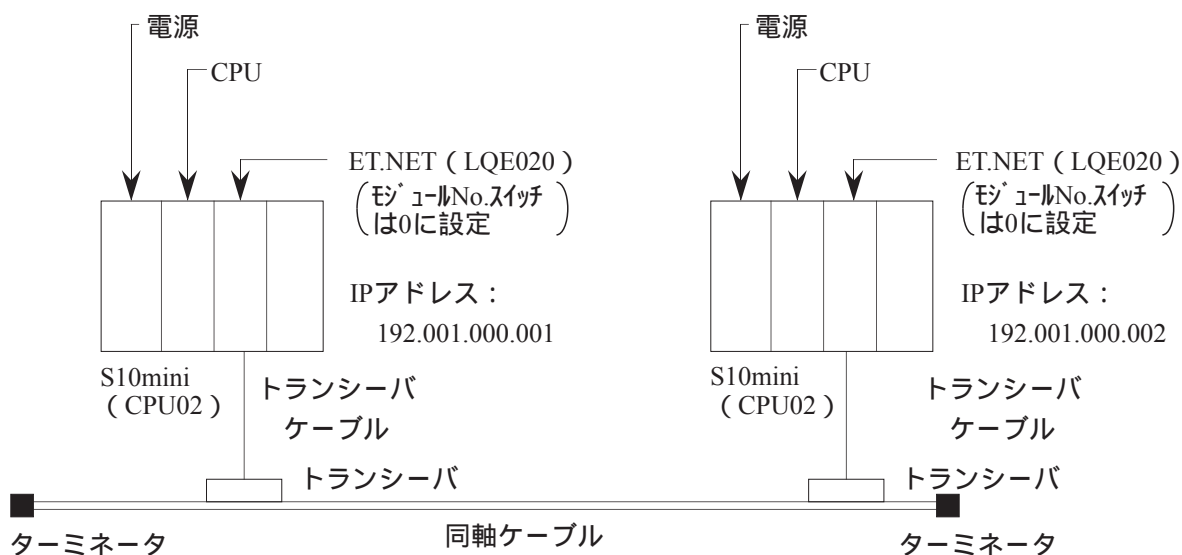 電源
CPU
ET.NET（LQE020）
（ﾓｼﾞｭｰﾙNo.ｽｲｯﾁ
は0に設定）
IPアドレス：
192.001.000.001
S10mini
（CPU02）
トランシーバ
ケーブル
トランシーバ
電源
CPU
ET.NET（LQE020）
（ﾓｼﾞｭｰﾙNo.ｽｲｯﾁ
は0に設定）
IPアドレス：
192.001.000.002
S10mini
（CPU02）
トランシーバ
ケーブル
トランシーバ
ターミネータ
同軸ケーブル
ターミネータ